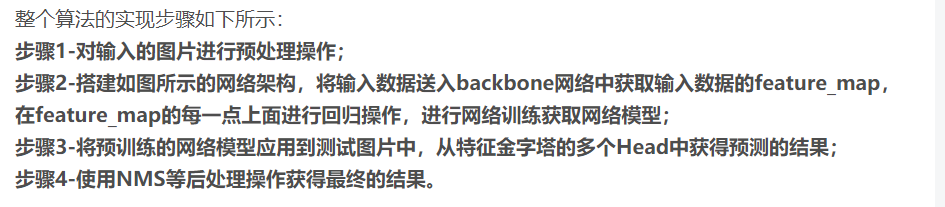 整个算法的实现步骤如下所示：
步骤1-对输入的图片进行预处理操作；
步骤2-搭建如图所示的网络架构，将输入数据送入backbone网络中获取输入数据的feature_map，
在feature_map的每一点上面进行回归操作，进行网络训练获取网络模型；
步骤3-将预训练的网络模型应用到测试图片中，从特征金字塔的多个Head中获得预测的结果；
步骤4-使用NMS等后处理操作获得最终的结果。